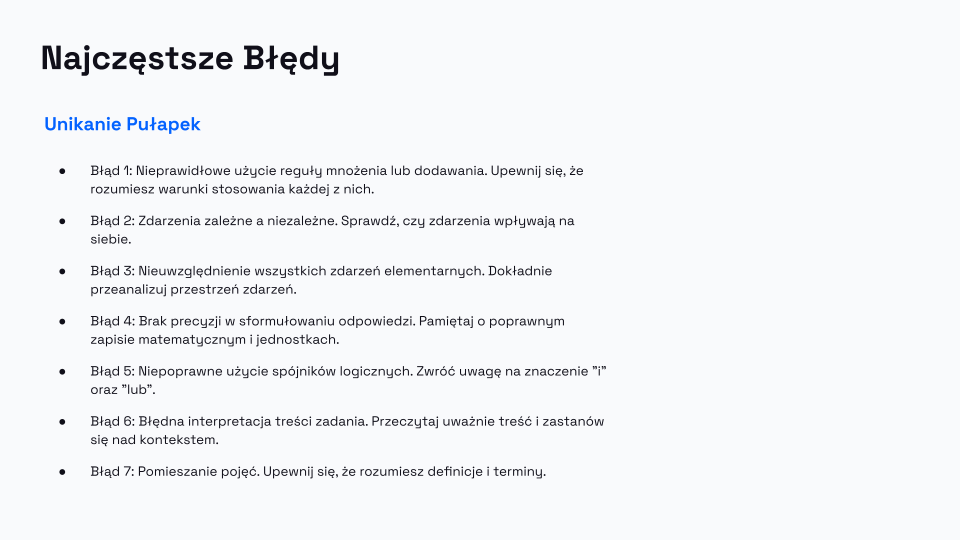 Najczęstsze Błędy
Unikanie Pułapek
● Błąd 1: Nieprawidłowe użycie reguły mnożenia lub dodawania. Upewnij się, że
rozumiesz warunki stosowania każdej z nich.
● Błąd 2: Zdarzenia zależne a niezależne. Sprawdź, czy zdarzenia wpływają na
siebie.
● Błąd 3: Nieuwzględnienie wszystkich zdarzeń elementarnych. Dokładnie
przeanalizuj przestrzeń zdarzeń.
● Błąd 4: Brak precyzji w sformułowaniu odpowiedzi. Pamiętaj o poprawnym
zapisie matematycznym i jednostkach.
● Błąd 5: Niepoprawne użycie spójników logicznych. Zwróć uwagę na znaczenie ”i”
oraz ”lub”.
● Błąd 6: Błędna interpretacja treści zadania. Przeczytaj uważnie treść i zastanów
się nad kontekstem.
● Błąd 7: Pomieszanie pojęć. Upewnij się, że rozumiesz definicje i terminy.